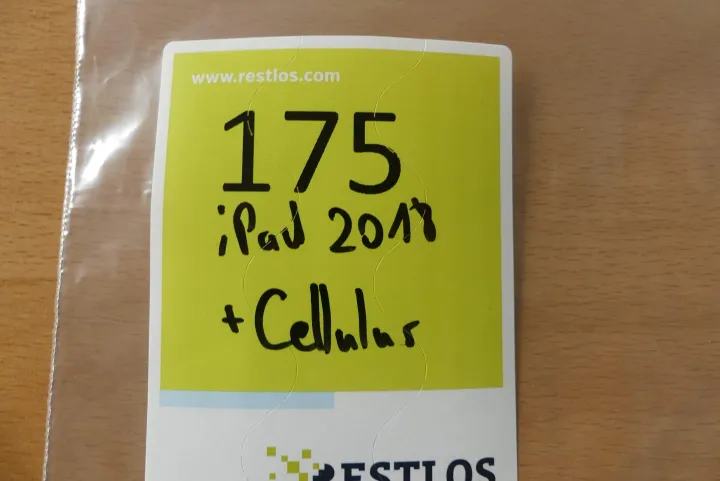 www.restlos.com
175
iPad 2018
+ Cellular
RESTLOS